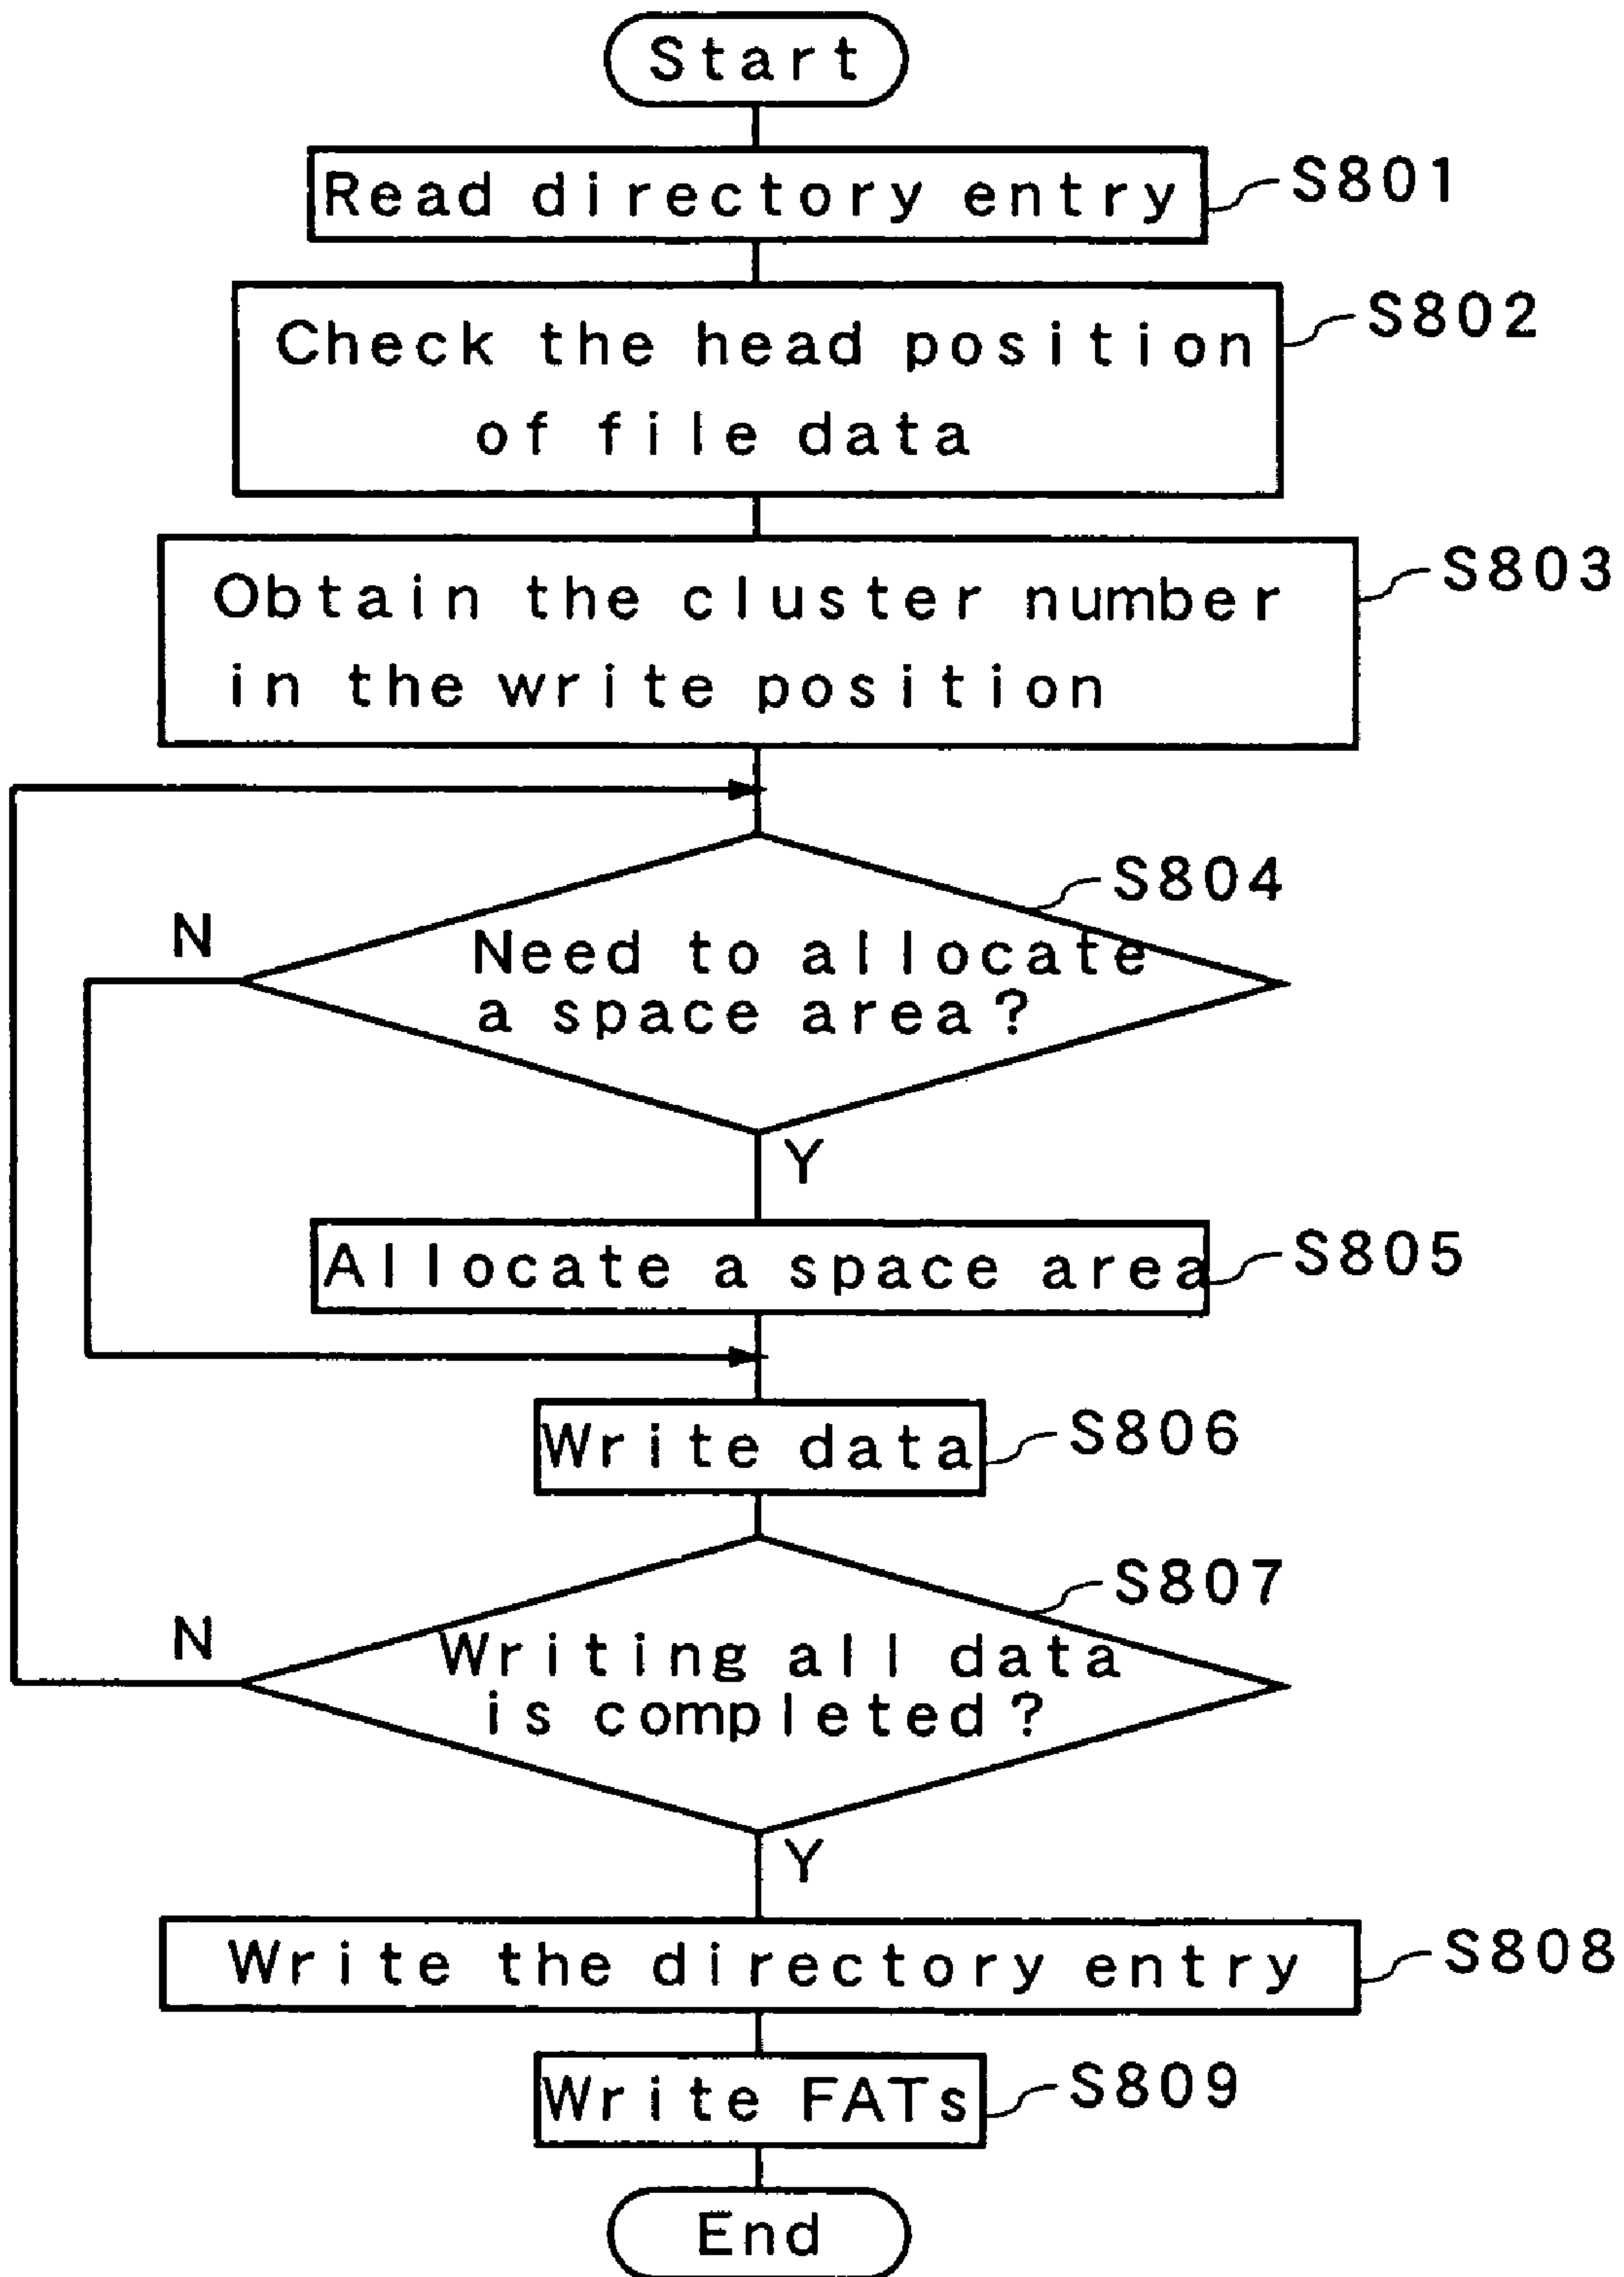 Start
Read directory entry
S801
Check the head position
of file data
S802
Obtain the cluster number
in the write position
S803
S804
N
Need to allocate
a space area?
Y
Allocate a space area
S805
Write data
S806
S807
N
Writing all data
is completed?
Y
Write the directory entry
S808
Write FATs
S809
End